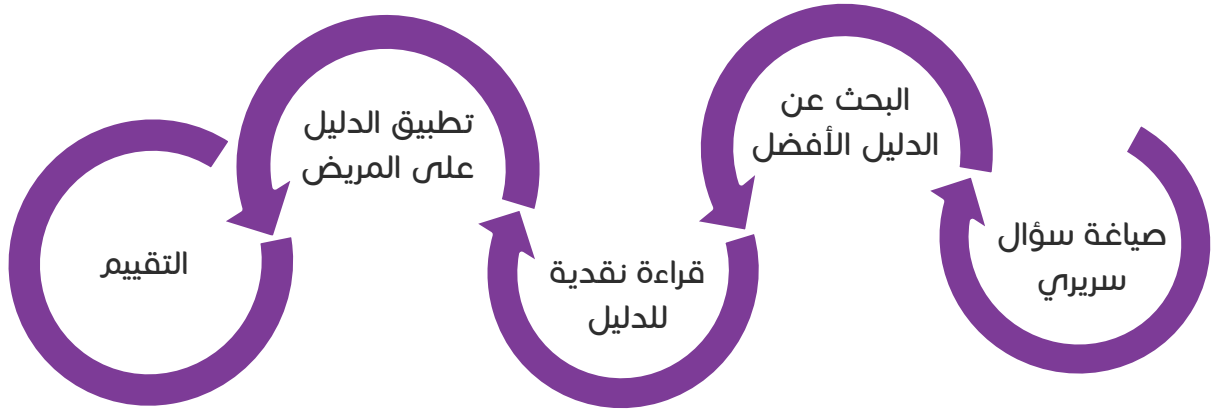 صياغة سؤال
سريري
البحث عن
الدليل الأفضل
قراءة نقدية
للدليل
تطبيق الدليل
على المريض
التقييم